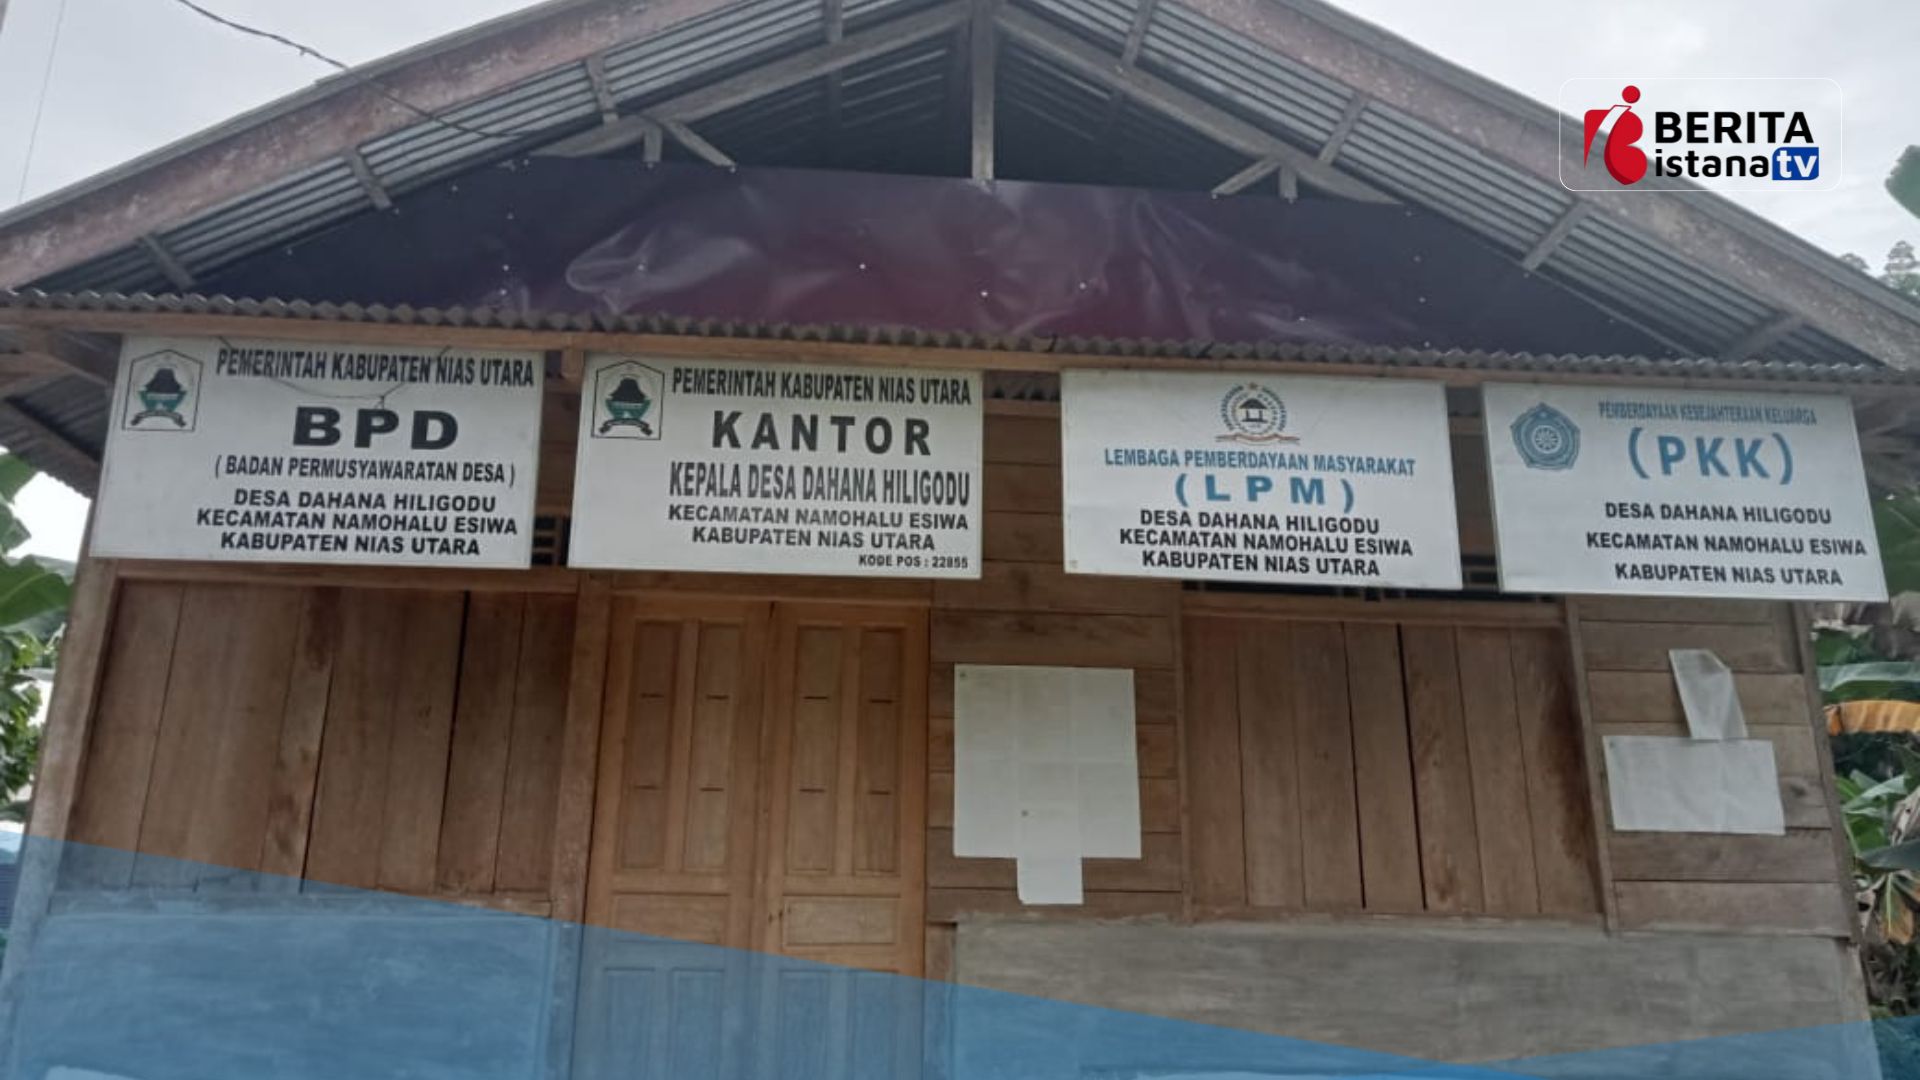 BERITA
istana tv
PEMERINTAH KABUPATEN NIAS UTARA
BPD
( BADAN PERMUSYAWARATAN DESA )
DESA DAHANA HILIGODU
KECAMATAN NAMOHALU ESIWA
KABUPATEN NIAS UTARA
PEMERINTAH KABUPATEN NIAS UTARA
KANTOR
KEPALA DESA DAHANA HILIGODU
KECAMATAN NAMOHALU ESIWA
KABUPATEN NIAS UTARA
KODE POS : 22855
LEMBAGA PEMBERDAYAAN MASYARAKAT
( L P M )
DESA DAHANA HILIGODU
KECAMATAN NAMOHALU ESIWA
KABUPATEN NIAS UTARA
PEMBERDAYAAN KESEJAHTERAAN KELUARGA
(PKK)
DESA DAHANA HILIGODU
KECAMATAN NAMOHALU ESIWA
KABUPATEN NIAS UTARA